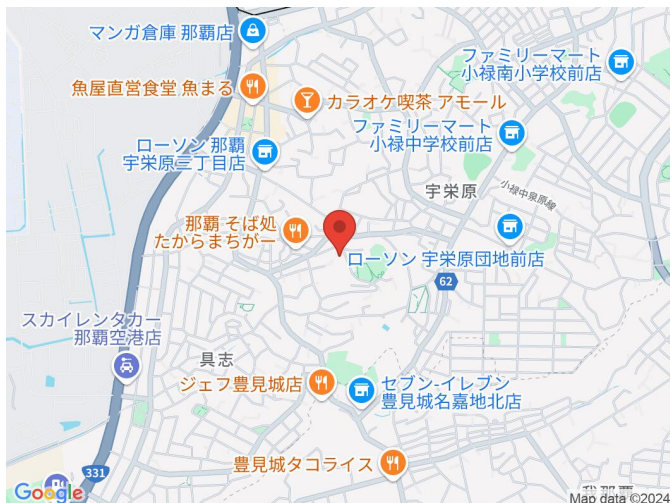 マンガ倉庫 那覇店
ファミリーマート
小禄南小学校前店
魚屋直営食堂 魚まる
カラオケ喫茶 アモール
ファミリーマート
小禄中学校前店
ローソン 那覇
宇栄原三丁目店
宇栄原
小禄中泉原線
那覇 そば処
たからまちがー
ローソン 宇栄原団地前店
62
スカイレンタカー
那覇空港店
具志
ジェフ豊見城店
セブン-イレブン
豊見城名嘉地北店
豊見城タコライス
331
Google
Map data ©2024